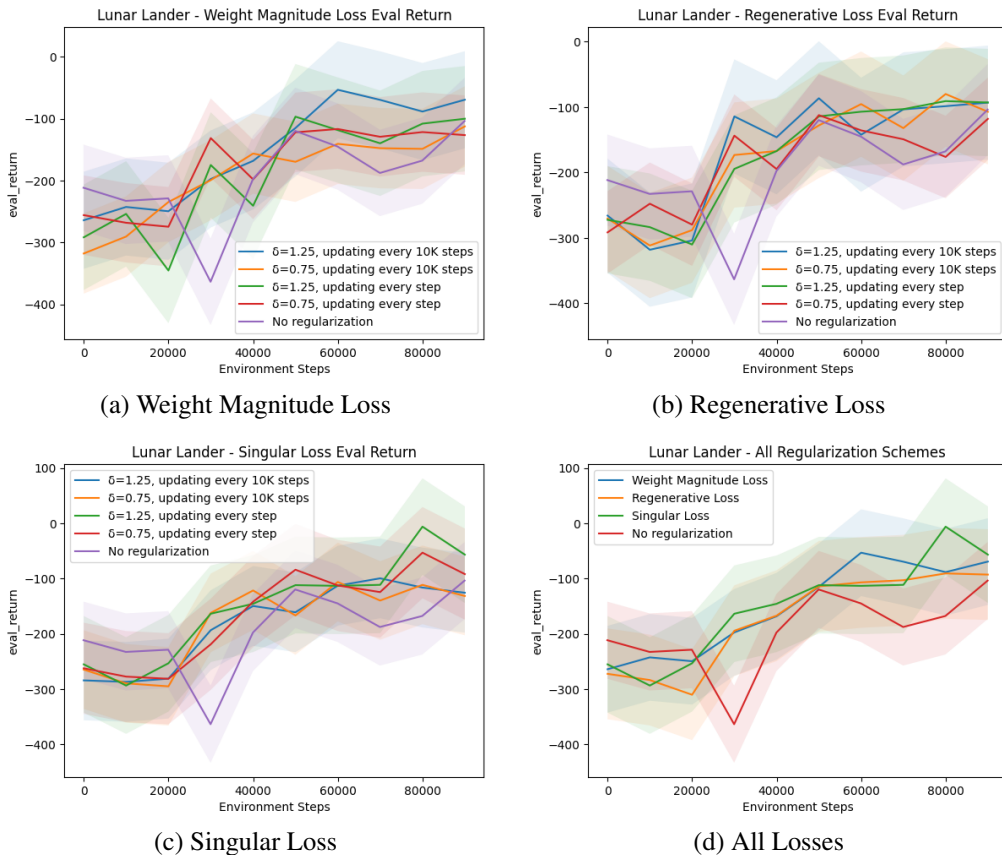 Lunar Lander - Weight Magnitude Loss Eval Return
0
−100
−200
−300
−400
eval_return
δ=1.25, updating every 10K steps
δ=0.75, updating every 10K steps
δ=1.25, updating every step
δ=0.75, updating every step
No regularization
0 20000 40000 60000 80000
Environment Steps
(a) Weight Magnitude Loss
Lunar Lander - Regenerative Loss Eval Return
0
−100
−200
−300
−400
eval_return
δ=1.25, updating every 10K steps
δ=0.75, updating every 10K steps
δ=1.25, updating every step
δ=0.75, updating every step
No regularization
0 20000 40000 60000 80000
Environment Steps
(b) Regenerative Loss
Lunar Lander - Singular Loss Eval Return
100
0
−100
−200
−300
−400
eval_return
δ=1.25, updating every 10K steps
δ=0.75, updating every 10K steps
δ=1.25, updating every step
δ=0.75, updating every step
No regularization
0 20000 40000 60000 80000
Environment Steps
(c) Singular Loss
Lunar Lander - All Regularization Schemes
100
0
−100
−200
−300
−400
eval_return
Weight Magnitude Loss
Regenerative Loss
Singular Loss
No regularization
0 20000 40000 60000 80000
Environment Steps
(d) All Losses